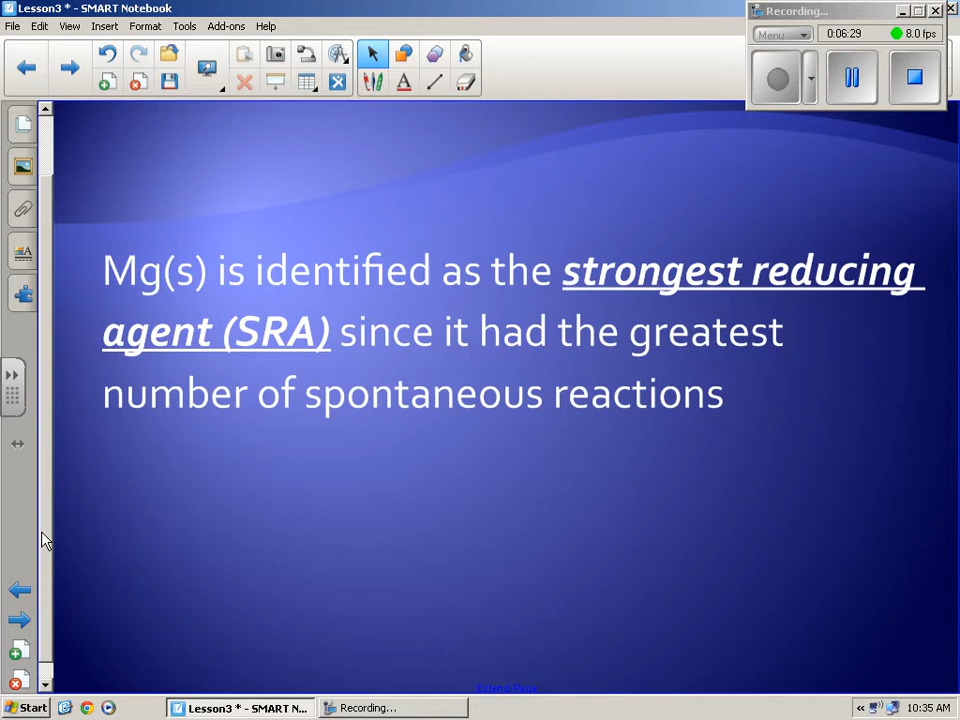 Lesson3 * - SMART Notebook
File Edit View Insert Format Tools Add-ons Help
Recording...
Menu 0:06:29 8.0 fps
Mg(s) is identified as the strongest reducing
agent (SRA) since it had the greatest
number of spontaneous reactions
Extend Page
Start Lesson3 * - SMART N... Recording... 10:35 AM